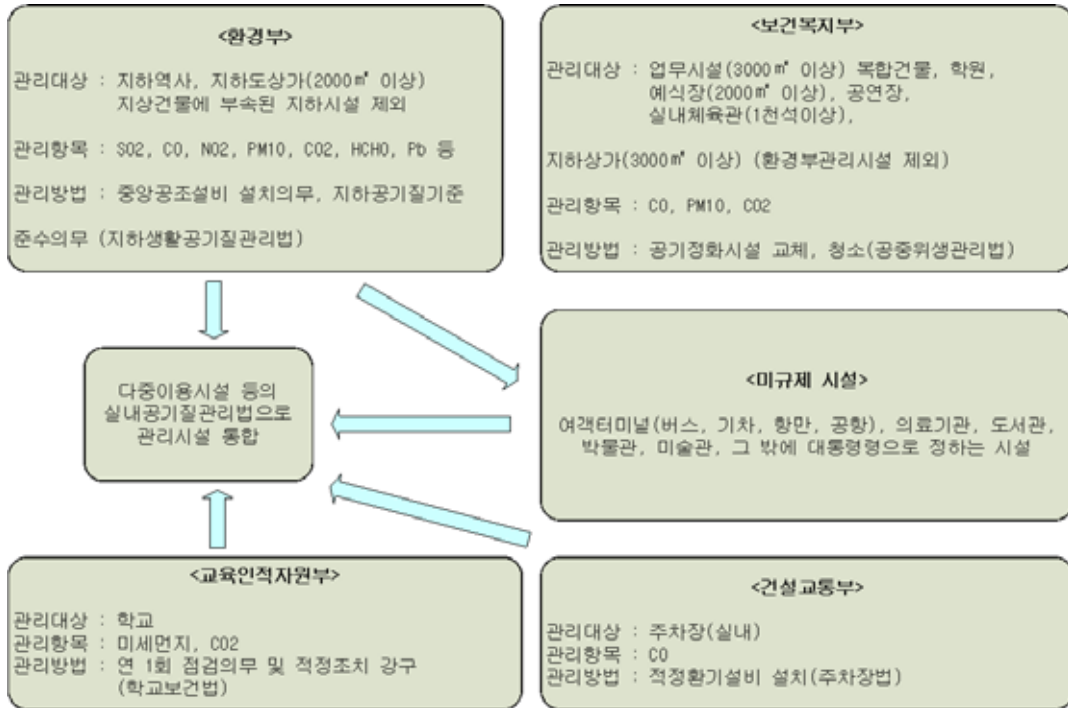 <환경부>
관리대상 : 지하역사, 지하도상가(2000㎡ 이상)
지상건물에 부속된 지하시설 제외
관리항목 : SO2, CO, NO2, PM10, CO2, HCHO, Pb 등
관리방법 : 중앙공조설비 설치의무, 지하공기질기준
준수의무 (지하생활공기질관리법)
<보건복지부>
관리대상 : 업무시설(3000㎡ 이상) 복합건물, 학원,
예식장(2000㎡ 이상), 공연장,
실내체육관(1천석이상),
지하상가(3000㎡ 이상) (환경부관리시설 제외)
관리항목 : CO, PM10, CO2
관리방법 : 공기정화시설 교체, 청소(공중위생관리법)
다중이용시설 등의
실내공기질관리법으로
관리시설 통합
<미규제 시설>
여객터미널(버스, 기차, 항만, 공항), 의료기관, 도서관,
박물관, 미술관, 그 밖에 대통령령으로 정하는 시설
<교육인적자원부>
관리대상 : 학교
관리항목 : 미세먼지, CO2
관리방법 : 연 1회 점검의무 및 적정조치 강구
(학교보건법)
<건설교통부>
관리대상 : 주차장(실내)
관리항목 : CO
관리방법 : 적정환기설비 설치(주차장법)